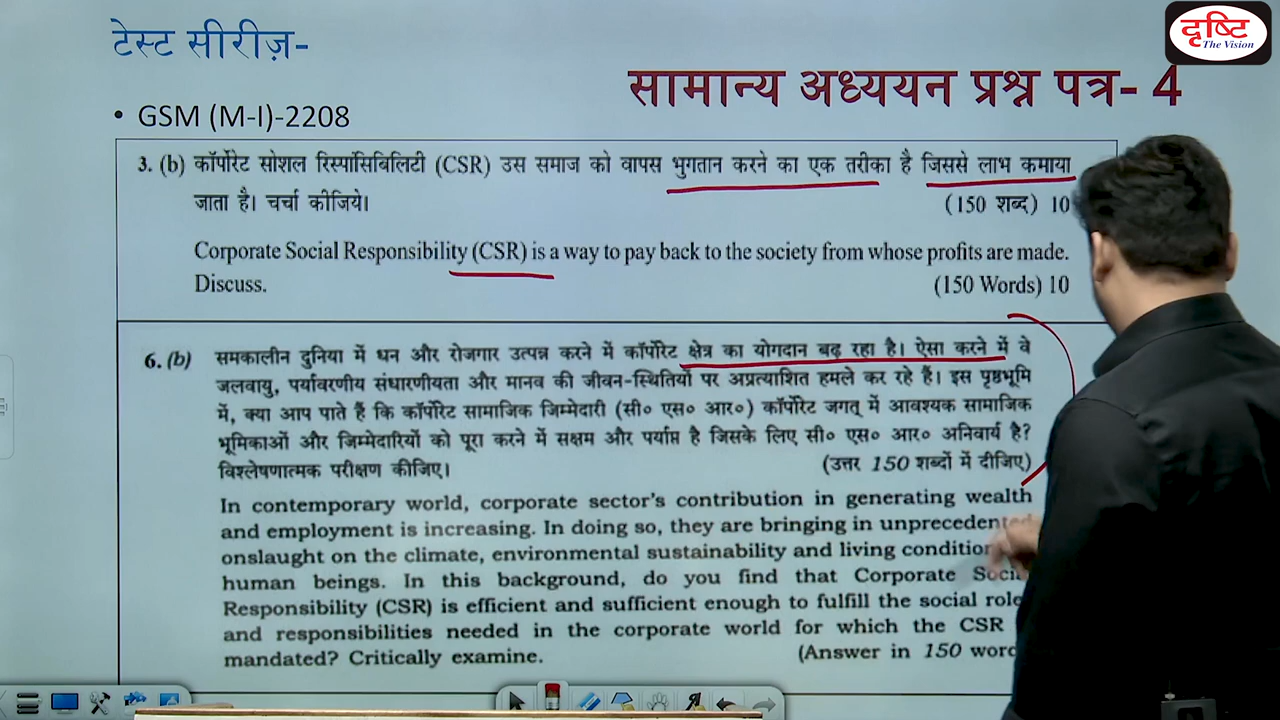 टेस्ट सीरीज़-
दृष्टि
The Vision
सामान्य अध्ययन प्रश्न पत्र- 4
• GSM (M-I)-2208
3. (b) कॉर्पोरेट सोशल रिस्पांसिबिलिटी (CSR) उस समाज को वापस भुगतान करने का एक तरीका है जिससे लाभ कमाया
जाता है। चर्चा कीजिये। (150 शब्द) 10
Corporate Social Responsibility (CSR) is a way to pay back to the society from whose profits are made.
Discuss. (150 Words) 10
6. (b) समकालीन दुनिया में धन और रोजगार उत्पन्न करने में कॉर्पोरेट क्षेत्र का योगदान बढ़ रहा है। ऐसा करने में वे
जलवायु, पर्यावरणीय संधारणीयता और मानव की जीवन-स्थितियों पर अप्रत्याशित हमले कर रहे हैं। इस पृष्ठभूमि
में, क्या आप पाते हैं कि कॉर्पोरेट सामाजिक जिम्मेदारी (सी० एस० आर०) कॉर्पोरेट जगत् में आवश्यक सामाजिक
भूमिकाओं और जिम्मेदारियों को पूरा करने में सक्षम और पर्याप्त है जिसके लिए सी० एस० आर० अनिवार्य है?
विश्लेषणात्मक परीक्षण कीजिए। (उत्तर 150 शब्दों में दीजिए)
In contemporary world, corporate sector's contribution in generating wealth
and employment is increasing. In doing so, they are bringing in
onslaught on the climate, environmental sustainability and living
human beings. In this background, do you find that Corporate
Responsibility (CSR) is efficient and sufficient enough to fulfill the social
and responsibilities needed in the corporate world for which the CSR
mandated? Critically examine. (Answer in 150